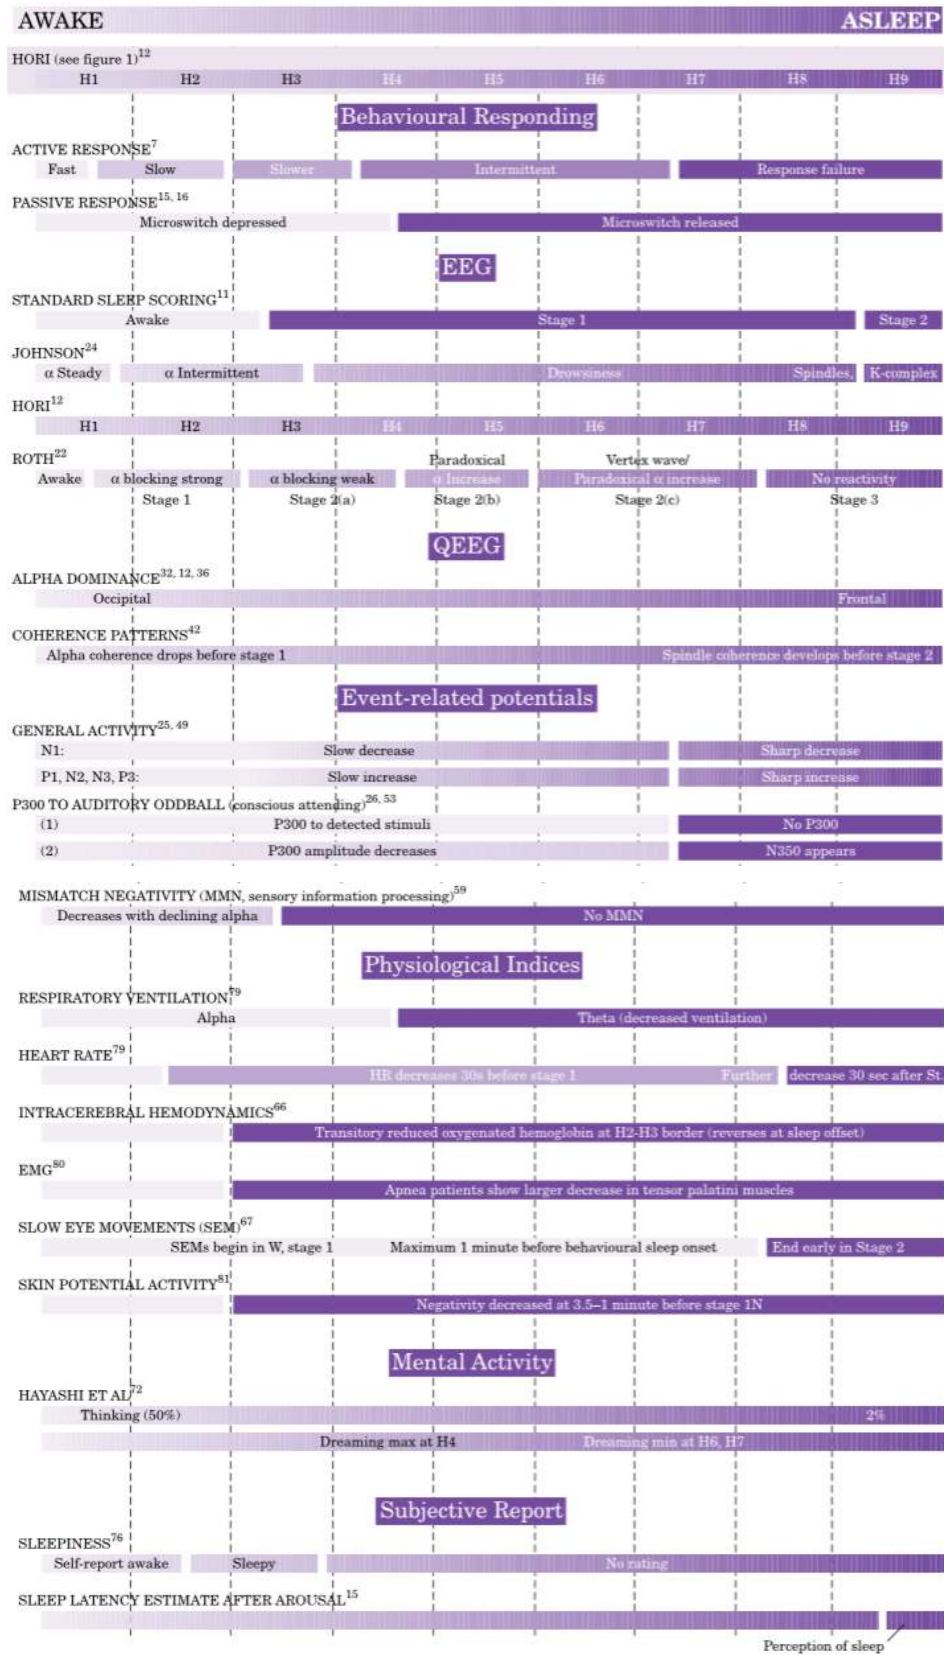 AWAKE ASLEEP
HORI (see figure 1)12
H1 H2 H3 H4 H5 H6 H7 H8 H9
Behavioural Responding
ACTIVE RESPONSE7
Fast Slow Slower Intermittent Response failure
PASSIVE RESPONSE15, 16
Microswitch depressed Microswitch released
EEG
STANDARD SLEEP SCORING11
Awake Stage 1 Stage 2
JOHNSON24
α Steady α Intermittent Drowsiness Spindles, K-complex
HORI12
H1 H2 H3 H4 H5 H6 H7 H8 H9
ROTH22
Paradoxical Vertex wave/
Awake α blocking strong α blocking weak α Increase Paradoxical α increase No reactivity
Stage 1 Stage 2(a) Stage 2(b) Stage 2(c) Stage 3
QEEG
ALPHA DOMINANCE32, 12, 36
Occipital Frontal
COHERENCE PATTERNS42
Alpha coherence drops before stage 1 Spindle coherence develops before stage 2
Event-related potentials
GENERAL ACTIVITY25, 49
N1: Slow decrease Sharp decrease
P1, N2, N3, P3: Slow increase Sharp increase
P300 TO AUDITORY ODDBALL (conscious attending)26, 53
(1) P300 to detected stimuli No P300
(2) P300 amplitude decreases N350 appears
MISMATCH NEGATIVITY (MMN, sensory information processing)59
Decreases with declining alpha No MMN
Physiological Indices
RESPIRATORY VENTILATION79
Alpha Theta (decreased ventilation)
HEART RATE79
HR decreases 30s before stage 1 Further decrease 30 sec after St.
INTRACEREBRAL HEMODYNAMICS66
Transitory reduced oxygenated hemoglobin at H2-H3 border (reverses at sleep offset)
EMG80
Apnea patients show larger decrease in tensor palatini muscles
SLOW EYE MOVEMENTS (SEM)67
SEMs begin in W, stage 1 Maximum 1 minute before behavioural sleep onset End early in Stage 2
SKIN POTENTIAL ACTIVITY81
Negativity decreased at 3.5–1 minute before stage 1N
Mental Activity
HAYASHI ET AL72
Thinking (50%) 2%
Dreaming max at H4 Dreaming min at H6, H7
Subjective Report
SLEEPINESS76
Self-report awake Sleepy No rating
SLEEP LATENCY ESTIMATE AFTER AROUSAL15
Perception of sleep